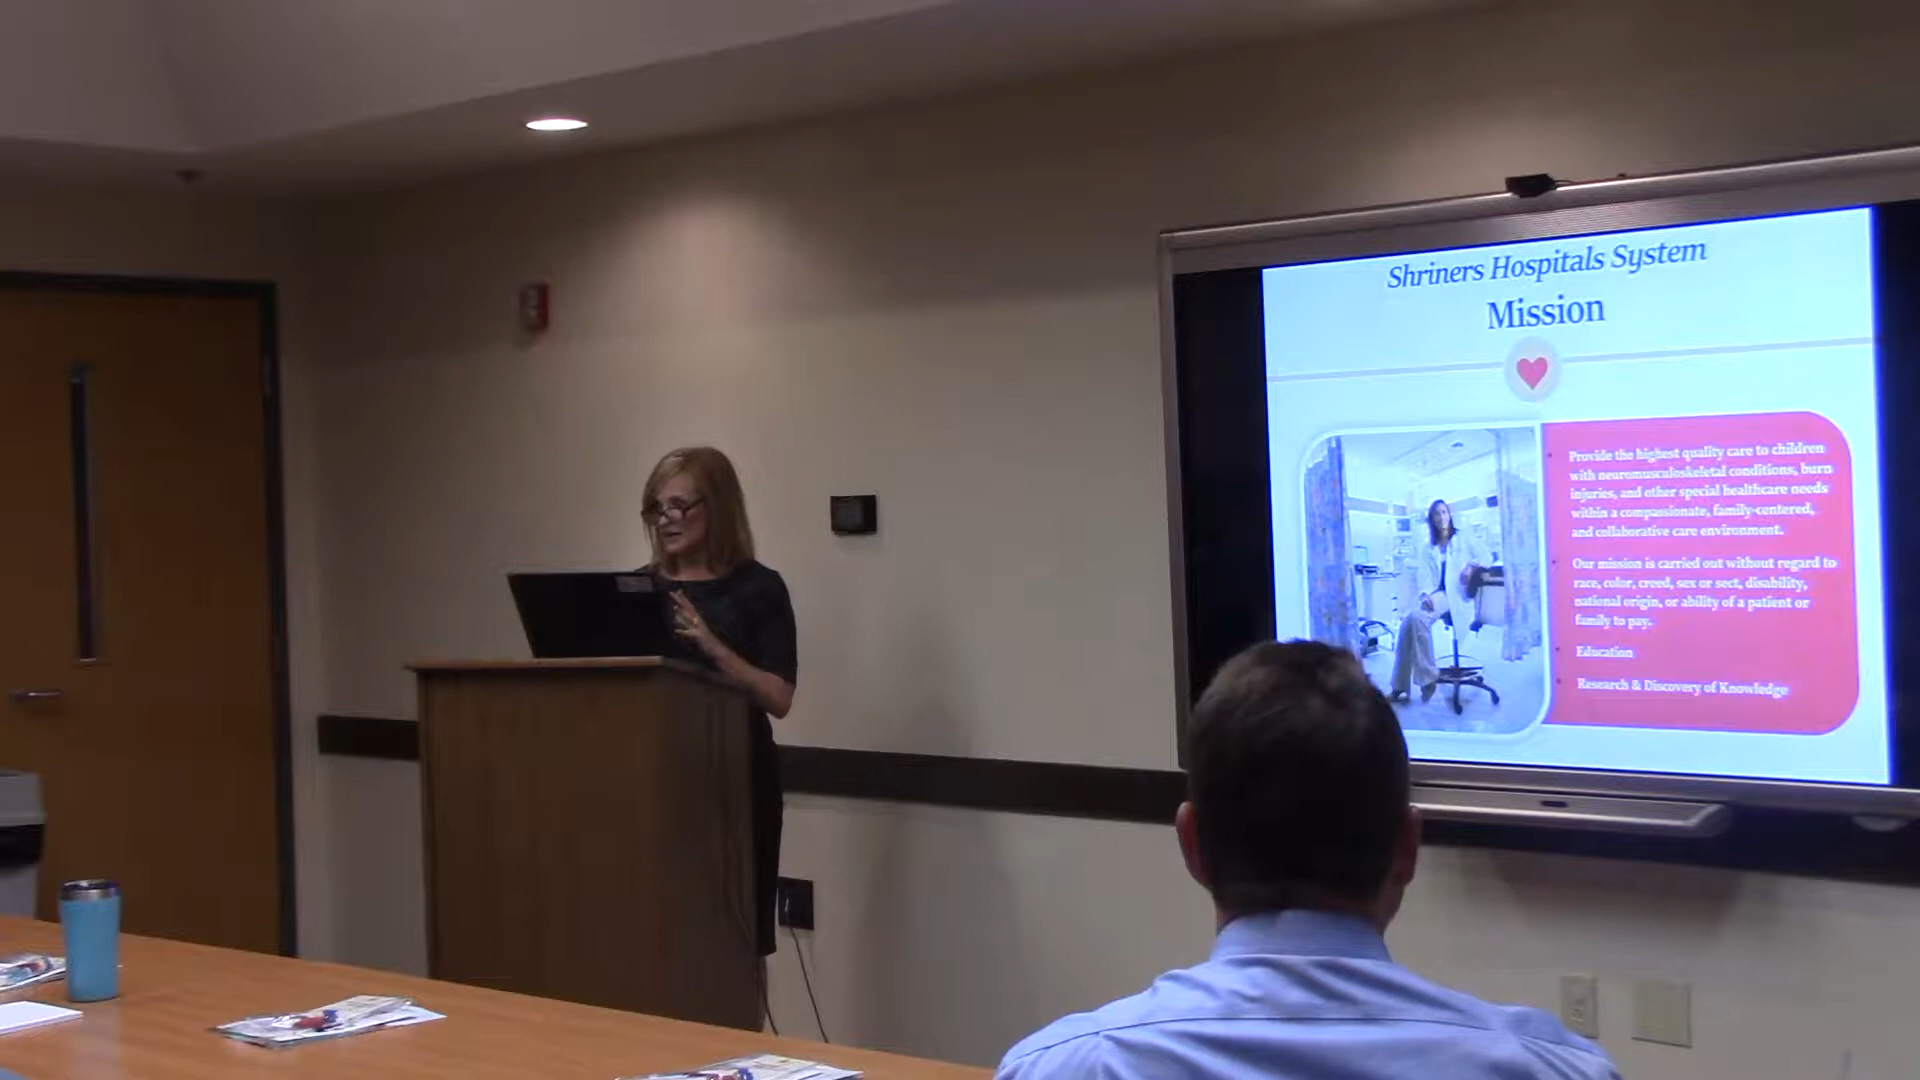 Shriners Hospitals System
Mission
Provide the highest quality care to children
with neuromusculoskeletal conditions, burn
injuries, and other special healthcare needs
within a compassionate, family-centered,
and collaborative care environment.
Our mission is carried out without regard to
race, color, creed, sex or sect, disability,
national origin, or ability of a patient or
family to pay.
Education
Research & Discovery of Knowledge